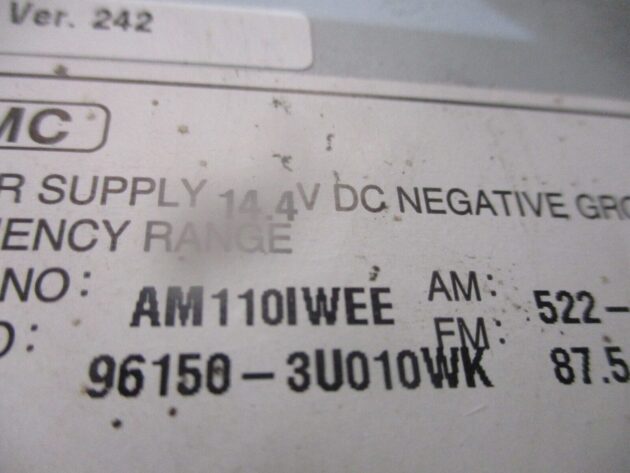 Ver. 242
MC
R SUPPLY 14.4V DC NEGATIVE GRO
ENCY RANGE
NO: AM110IWEE AM: 522-
D: FM: 87.5
96150-3U010WK